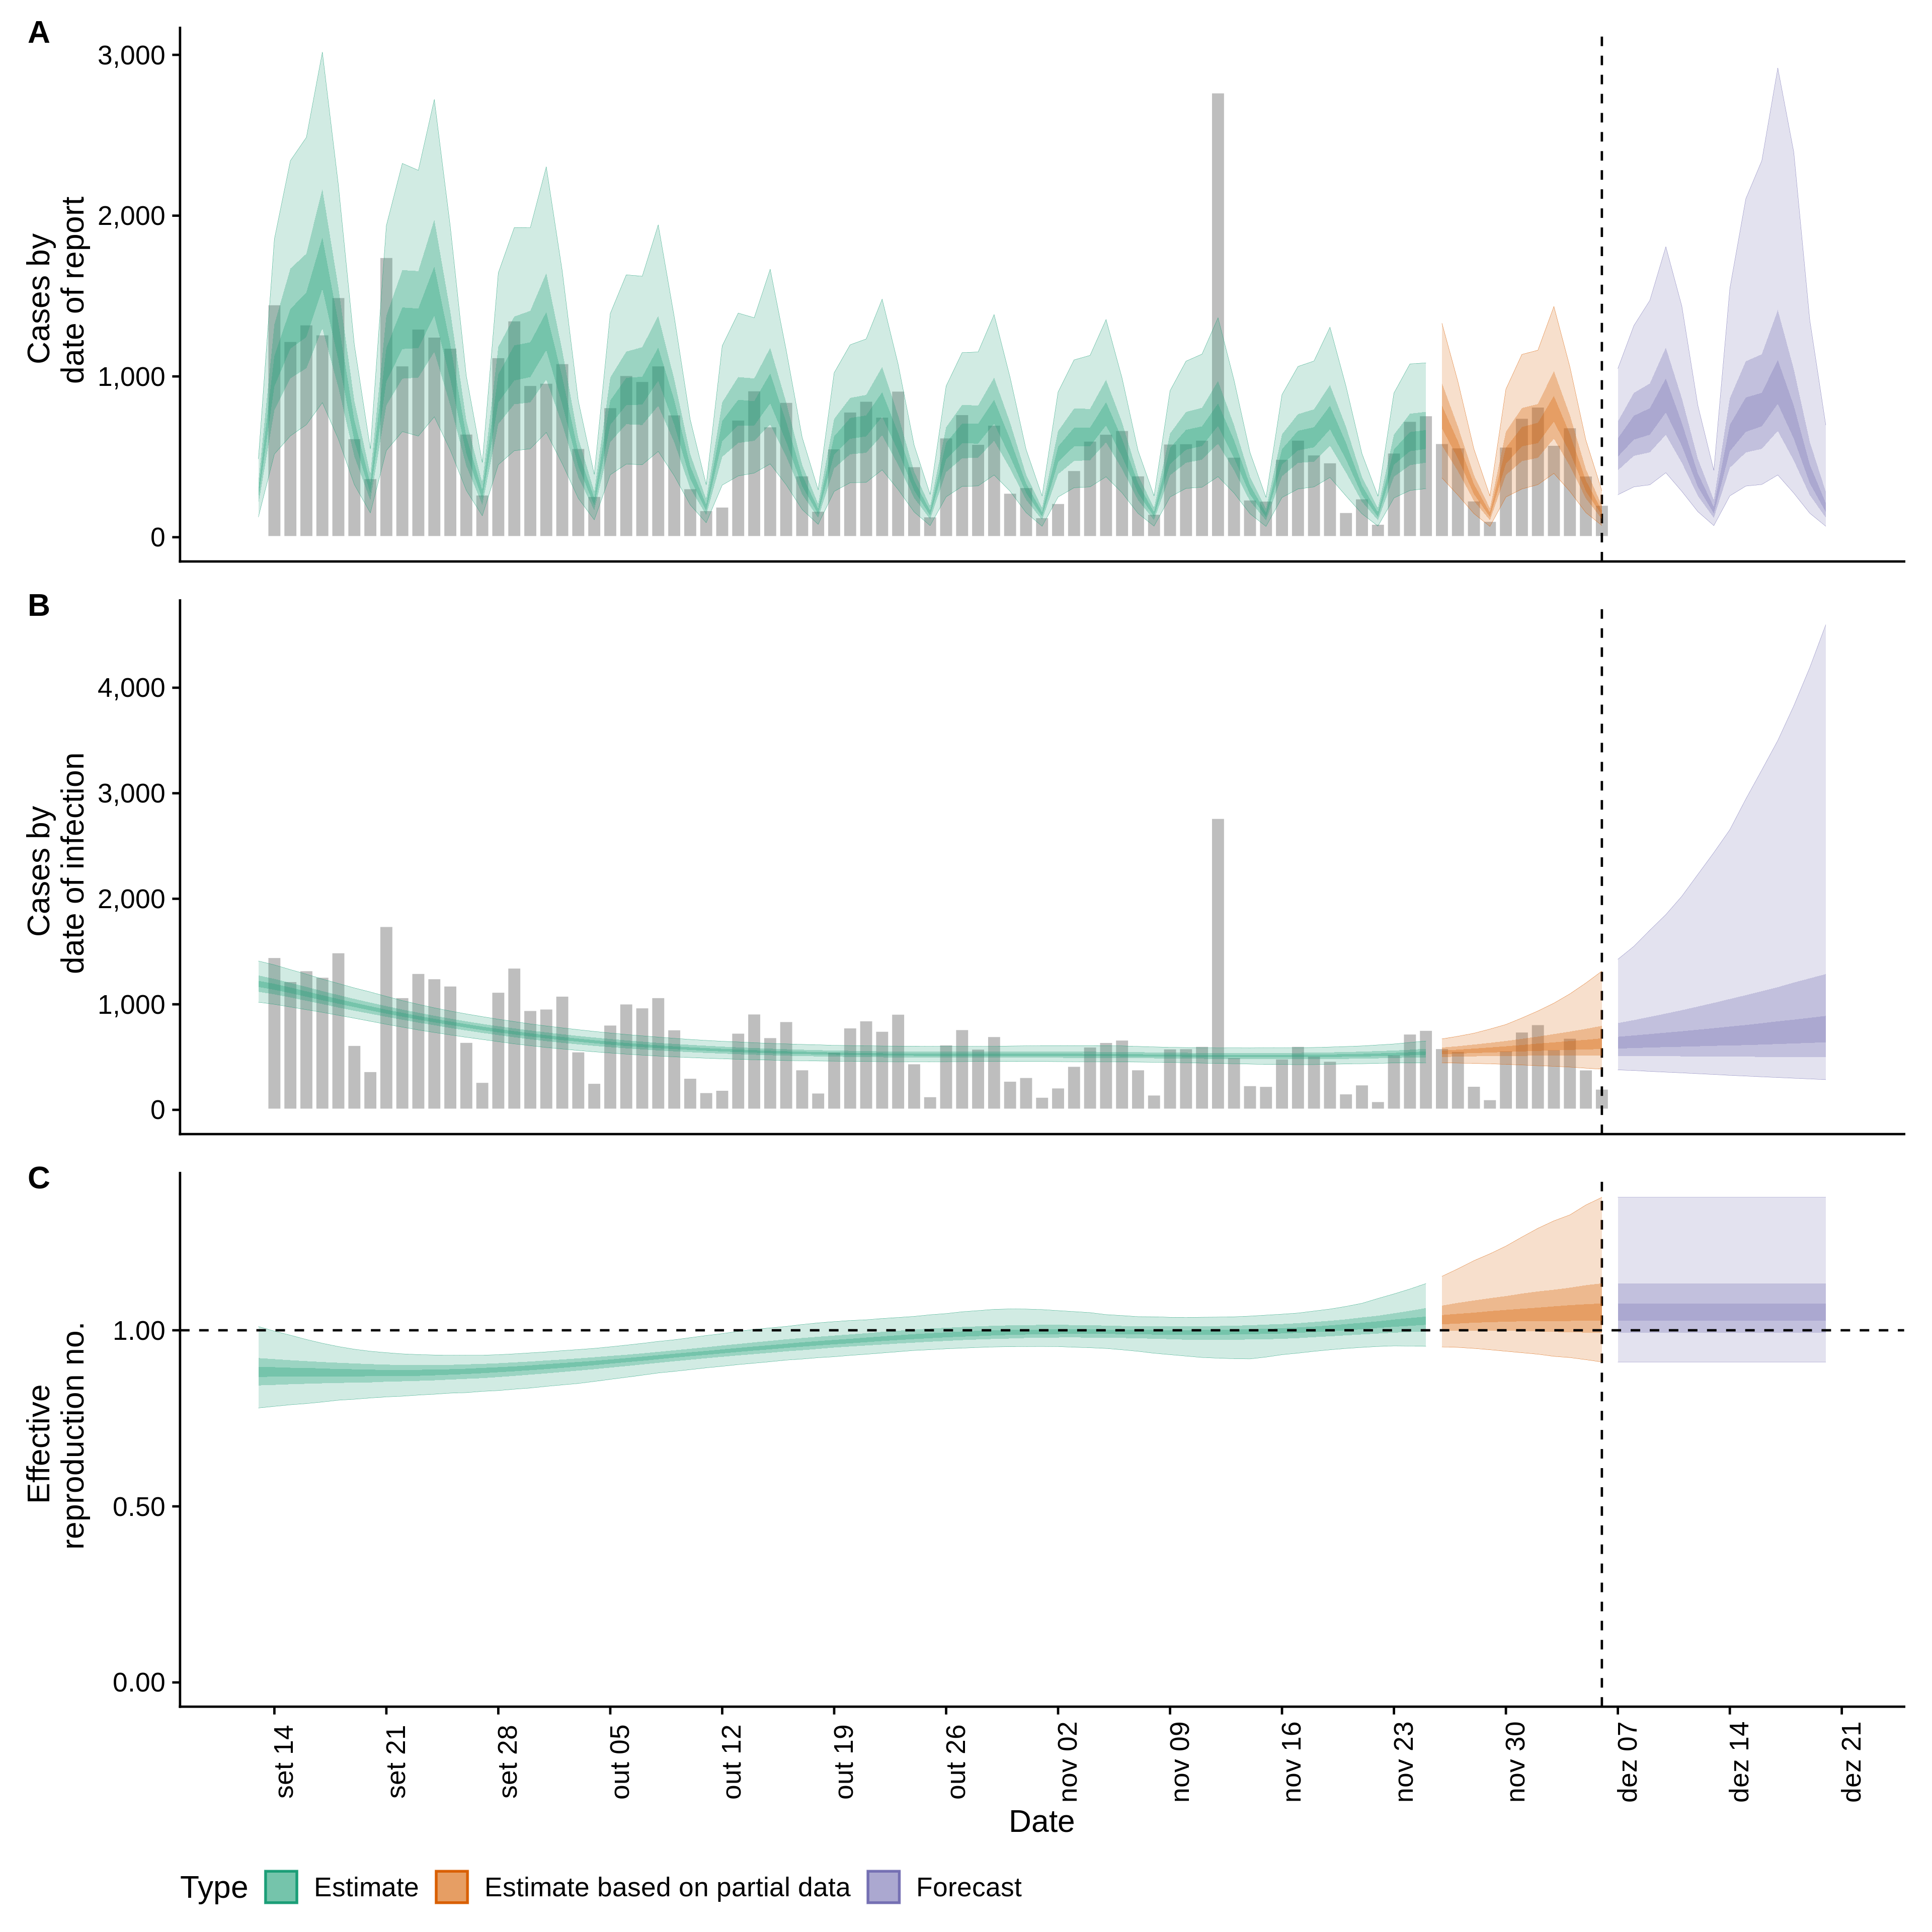 A
Cases by
date of report
3,000
2,000
1,000
0
B
Cases by
date of infection
4,000
3,000
2,000
1,000
0
C
Effective
reproduction no.
1.00
0.50
0.00
set 14
set 21
set 28
out 05
out 12
out 19
out 26
nov 02
nov 09
nov 16
nov 23
nov 30
dez 07
dez 14
dez 21
Date
Type Estimate Estimate based on partial data Forecast